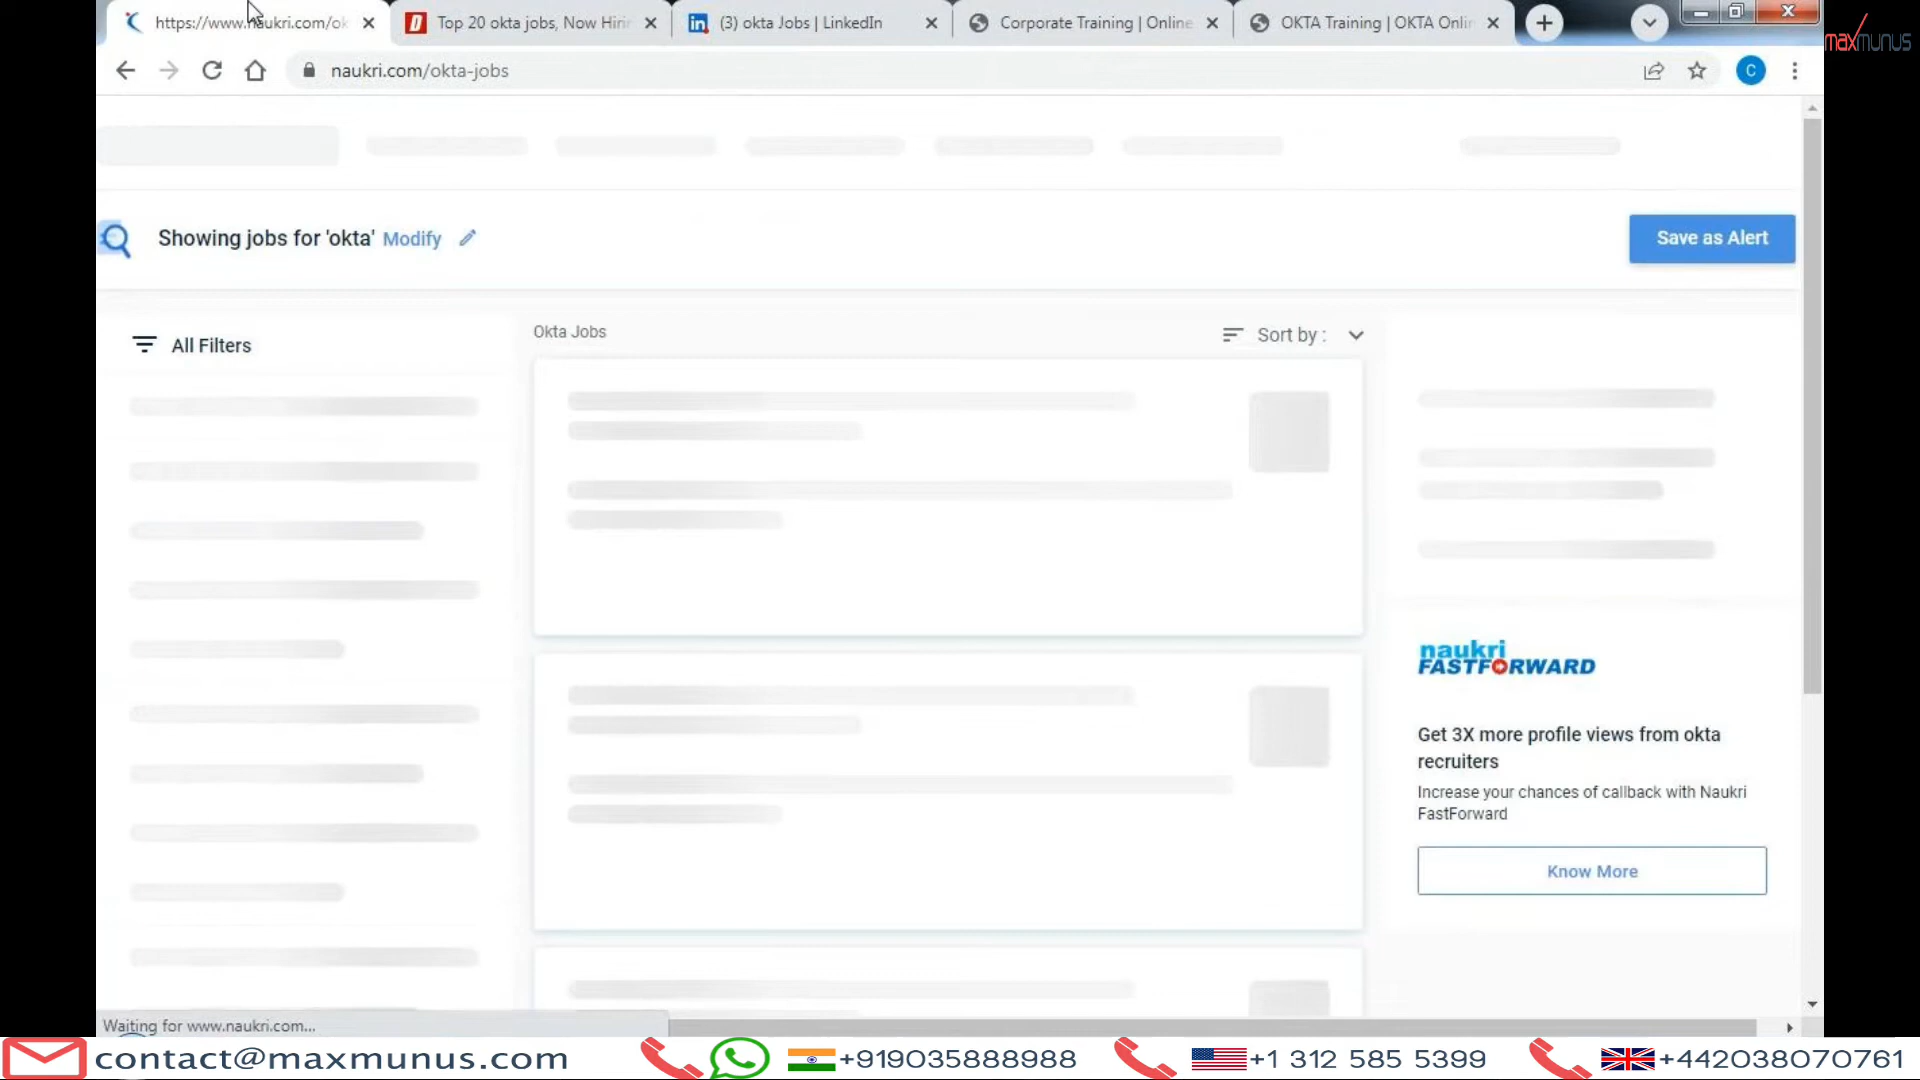 https://www.naukri.com/ok
Top 20 okta jobs, Now Hirin
(3) okta Jobs | LinkedIn
Corporate Training | Online
OKTA Training | OKTA Onlin
maxmunus
naukri.com/okta-jobs
C
Showing jobs for 'okta' Modify
Save as Alert
All Filters
Okta Jobs
Sort by :
naukri
FASTFORWARD
Get 3X more profile views from okta
recruiters
Increase your chances of callback with Naukri
FastForward
Know More
Waiting for www.naukri.com...
contact@maxmunus.com
+919035888988
+1 312 585 5399
+442038070761